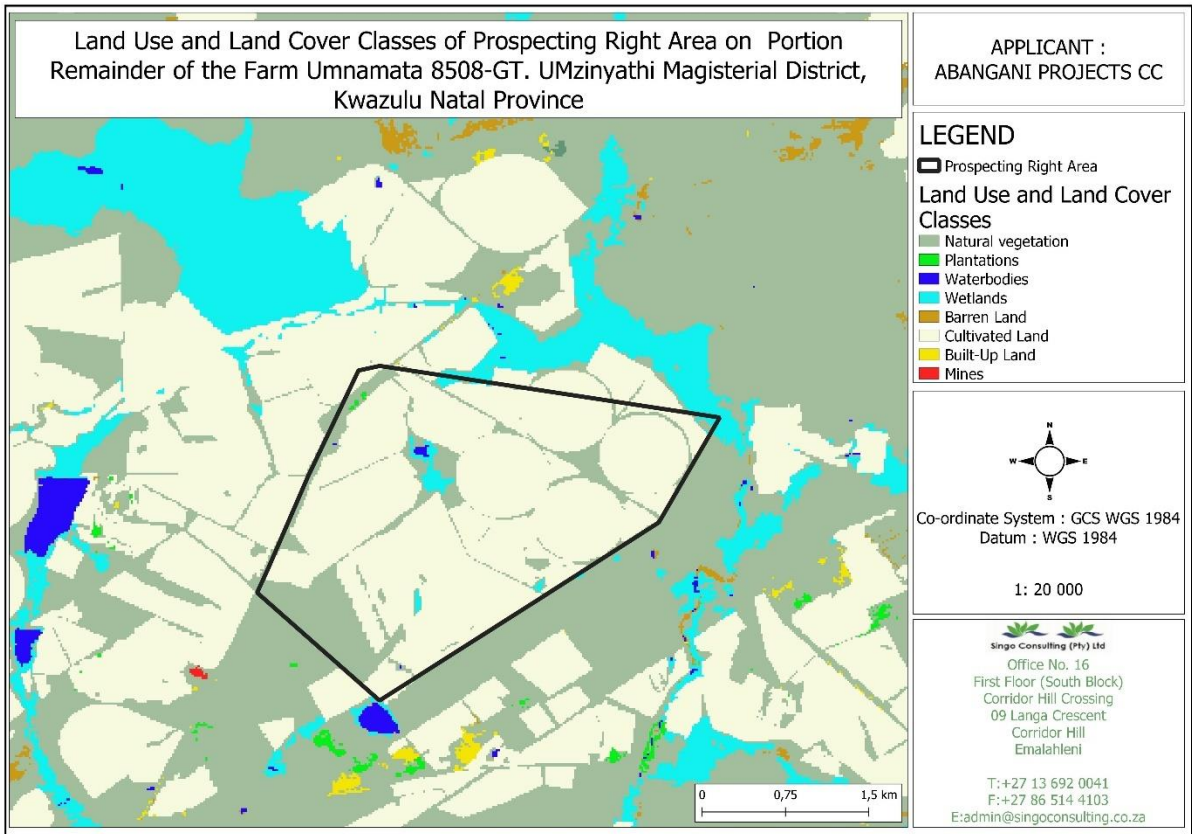 Land Use and Land Cover Classes of Prospecting Right Area on Portion
Remainder of the Farm Umnamata 8508-GT. UMzinyathi Magisterial District,
Kwazulu Natal Province
APPLICANT :
ABANGANI PROJECTS CC
LEGEND
Prospecting Right Area
Land Use and Land Cover
Classes
Natural vegetation
Plantations
Waterbodies
Wetlands
Barren Land
Cultivated Land
Built-Up Land
Mines
N
W E
S
Co-ordinate System : GCS WGS 1984
Datum : WGS 1984
1: 20 000
Singo Consulting (Pty) Ltd
Office No. 16
First Floor (South Block)
Corridor Hill Crossing
09 Langa Crescent
Corridor Hill
Emalahleni
T:+27 13 692 0041
F:+27 86 514 4103
E:admin@singoconsulting.co.za
0 0,75 1,5 km